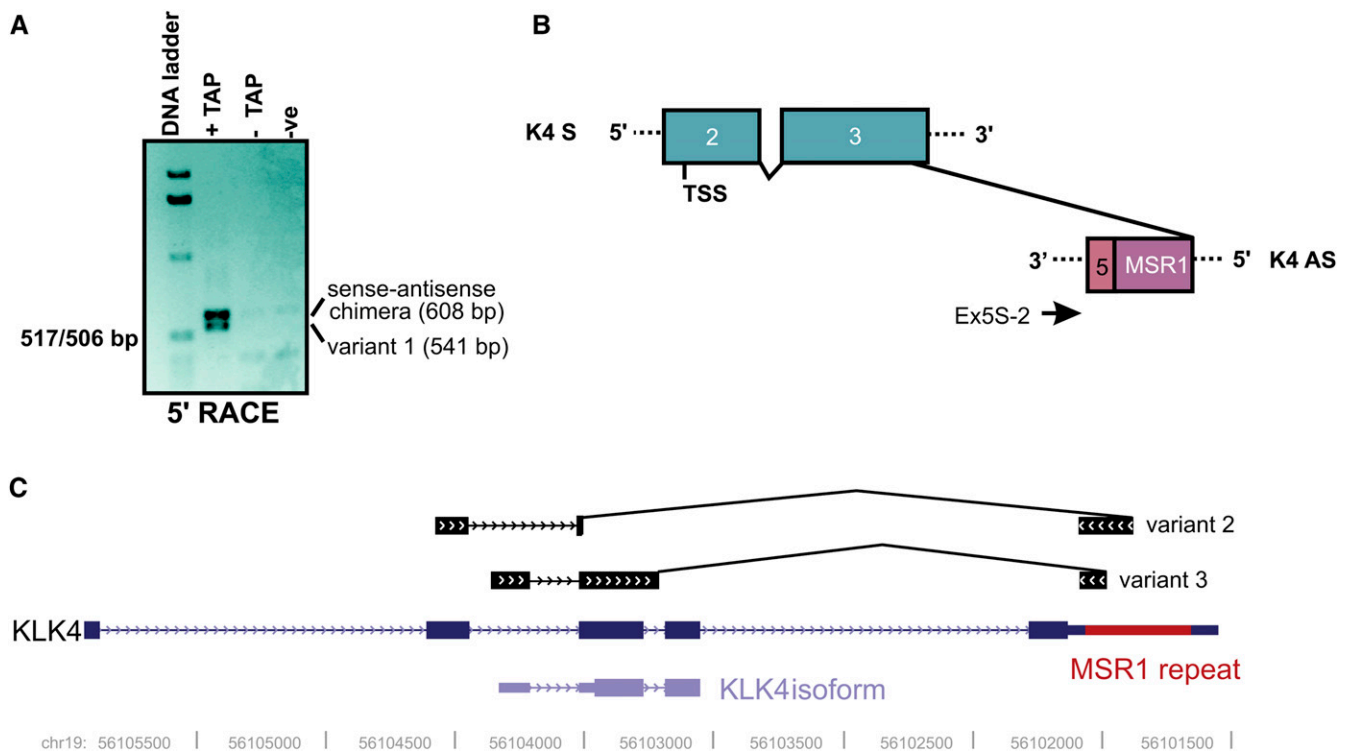 A
DNA ladder
+ TAP
- TAP
-ve
517/506 bp
sense-antisense
chimera (608 bp)
variant 1 (541 bp)
5' RACE
B
K4 S 5' 2 3 3'
TSS
3' 5 MSR1 5' K4 AS
Ex5S-2
C
variant 2
variant 3
KLK4
MSR1 repeat
KLK4isoform
chr19: 56105500 56105000 56104500 56104000 56103000 56103500 56102500 56102000 56101500